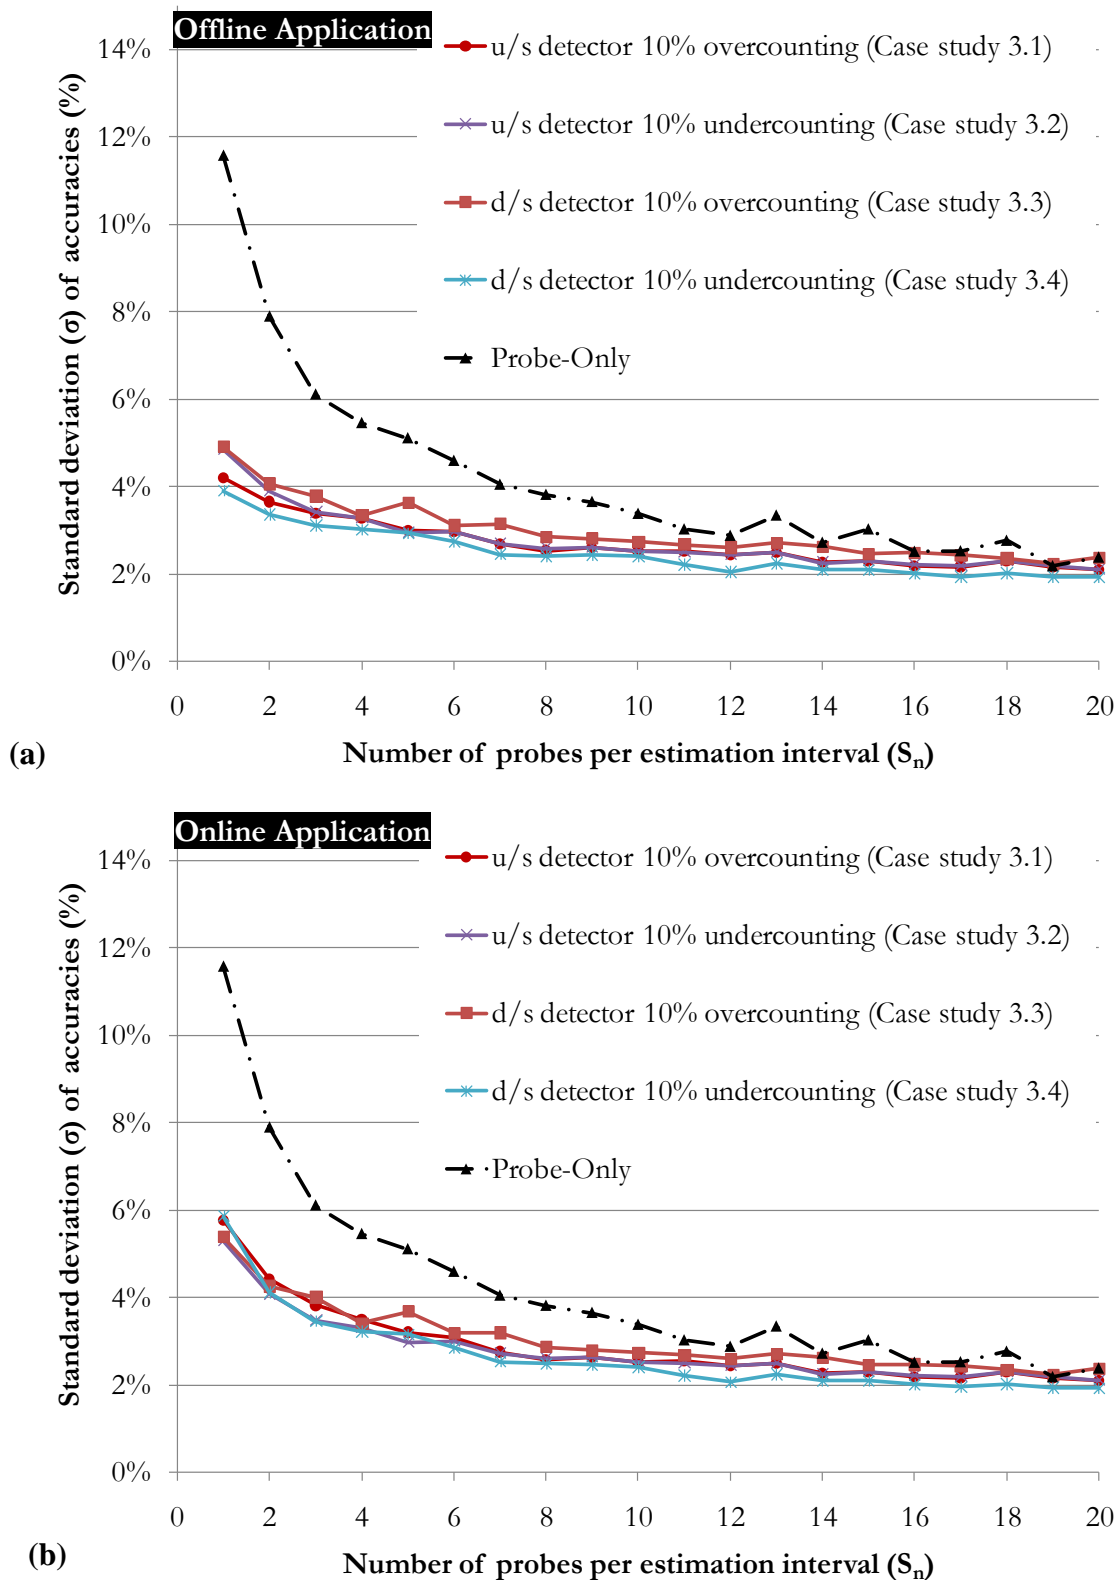 Offline Application
u/s detector 10% overcounting (Case study 3.1)
u/s detector 10% undercounting (Case study 3.2)
d/s detector 10% overcounting (Case study 3.3)
d/s detector 10% undercounting (Case study 3.4)
Probe-Only
Standard deviation (σ) of accuracies (%)
14%
12%
10%
8%
6%
4%
2%
0%
0 2 4 6 8 10 12 14 16 18 20
(a)
Number of probes per estimation interval (Sn)
Online Application
u/s detector 10% overcounting (Case study 3.1)
u/s detector 10% undercounting (Case study 3.2)
d/s detector 10% overcounting (Case study 3.3)
d/s detector 10% undercounting (Case study 3.4)
Probe-Only
Standard deviation (σ) of accuracies (%)
14%
12%
10%
8%
6%
4%
2%
0%
0 2 4 6 8 10 12 14 16 18 20
(b)
Number of probes per estimation interval (Sn)